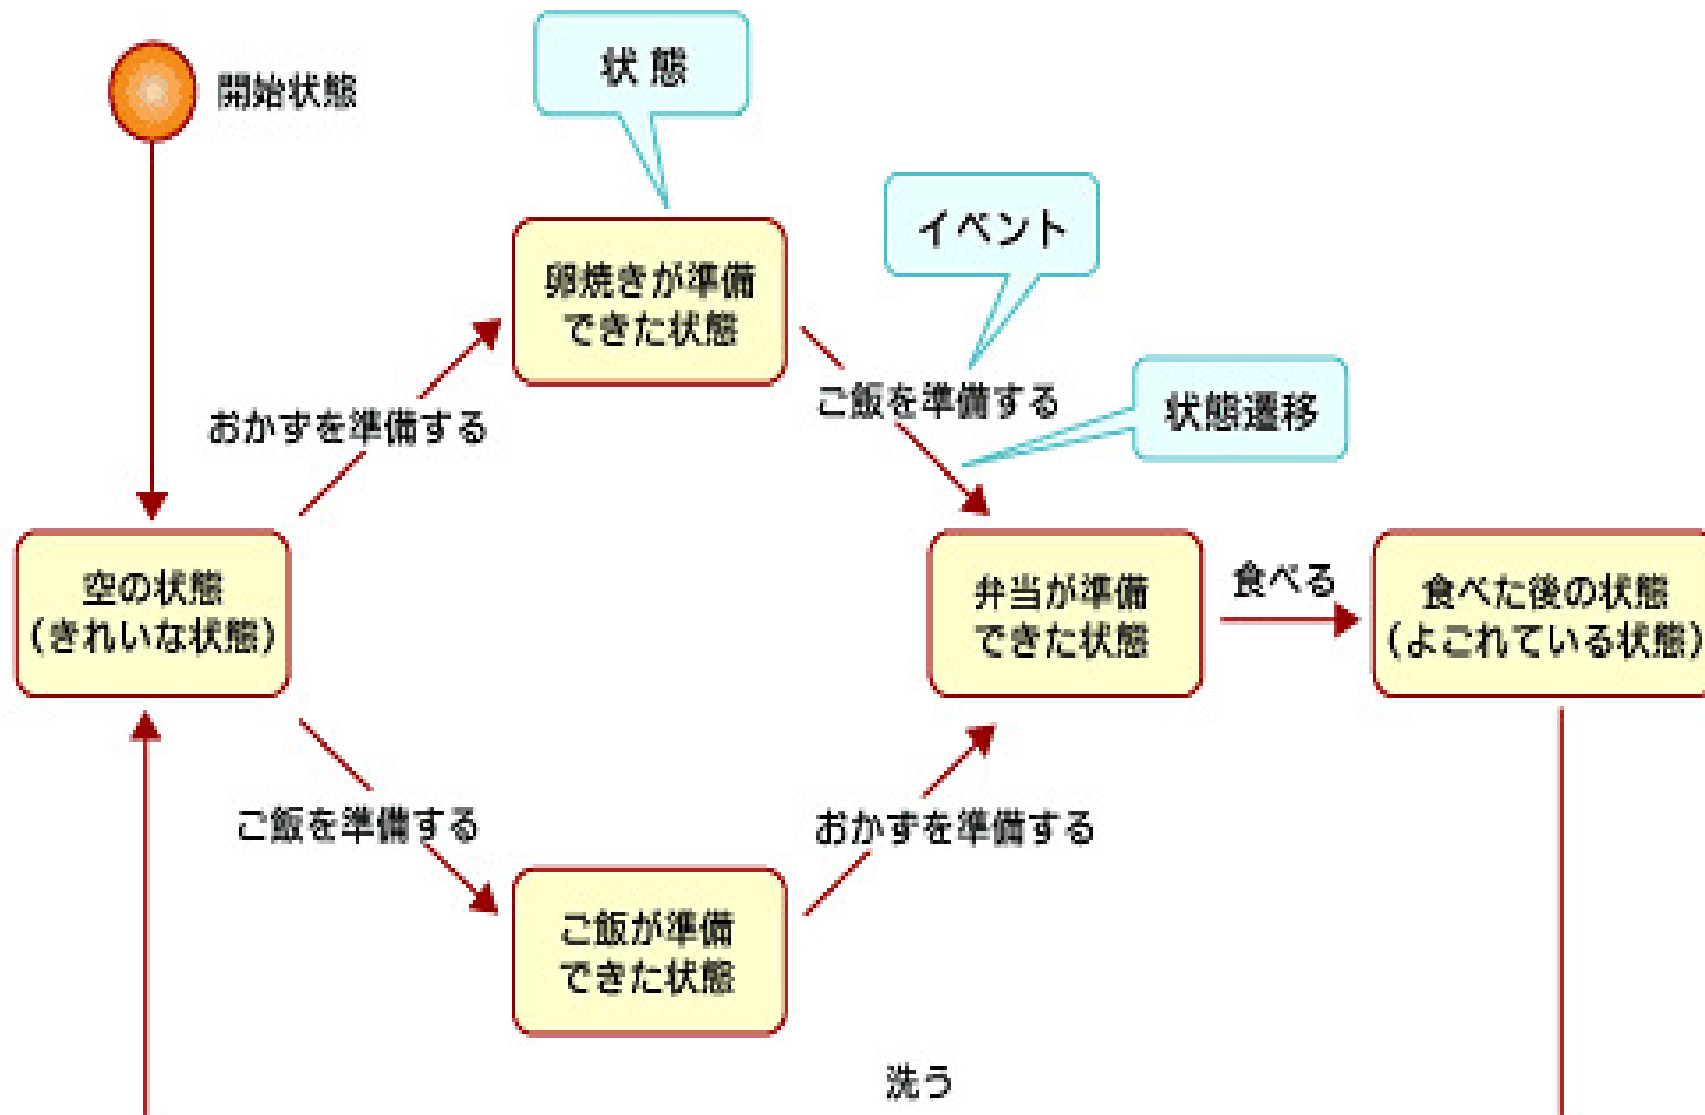 開始状態
状態
イベント
卵焼きが準備
できた状態
おかずを準備する
ご飯を準備する
状態遷移
空の状態
(きれいな状態)
弁当が準備
できた状態
食べる
食べた後の状態
(よごれている状態)
ご飯を準備する
おかずを準備する
ご飯が準備
できた状態
洗う